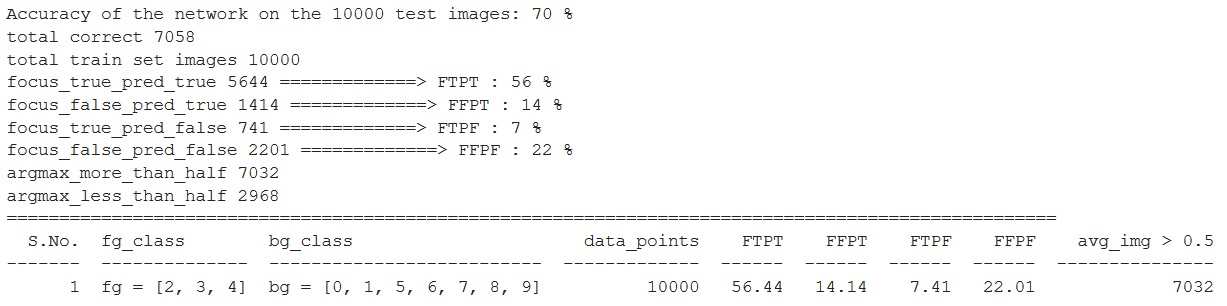 Accuracy of the network on the 10000 test images: 70 %
total correct 7058
total train set images 10000
focus_true_pred_true 5644 =============> FTPT : 56 %
focus_false_pred_true 1414 =============> FFPT : 14 %
focus_true_pred_false 741 =============> FTPF : 7 %
focus_false_pred_false 2201 =============> FFPF : 22 %
argmax_more_than_half 7032
argmax_less_than_half 2968
====================================================================================================
S.No. fg_class bg_class data_points FTPT FFPT FTPF FFPF avg_img > 0.5
------- -------------- -------------------------- ------------- ------ ------ ------ ------ ---------------
1 fg = [2, 3, 4] bg = [0, 1, 5, 6, 7, 8, 9] 10000 56.44 14.14 7.41 22.01 7032